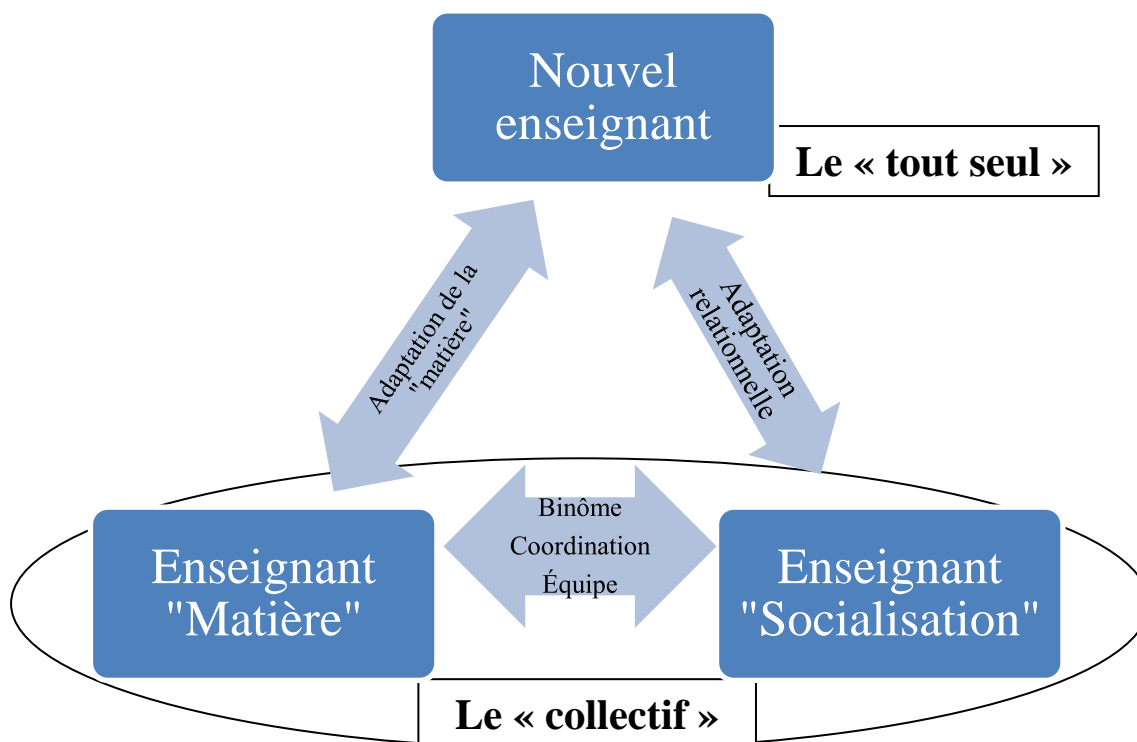 Nouvel
enseignant
Le « tout seul »
Adaptation de la
"matière"
Adaptation
relationnelle
Binôme
Coordination
Équipe
Enseignant
"Matière"
Enseignant
"Socialisation"
Le « collectif »